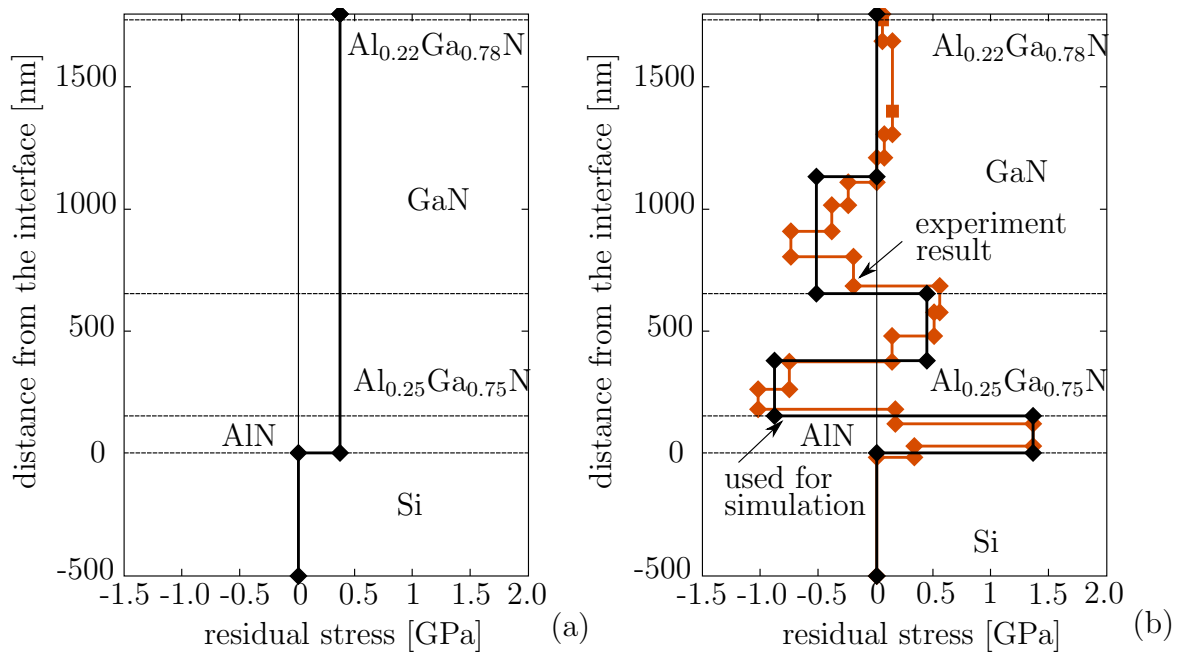 distance from the interface [nm]
1500
1000
500
0
-500
-1.5 -1.0 -0.5 0 0.5 1.0 1.5 2.0
residual stress [GPa]
Al0.22Ga0.78N
GaN
Al0.25Ga0.75N
AlN
Si
(a)
distance from the interface [nm]
1500
1000
500
0
-500
-1.5 -1.0 -0.5 0 0.5 1.0 1.5 2.0
residual stress [GPa]
Al0.22Ga0.78N
GaN
experiment
result
Al0.25Ga0.75N
AlN
used for
simulation
Si
(b)